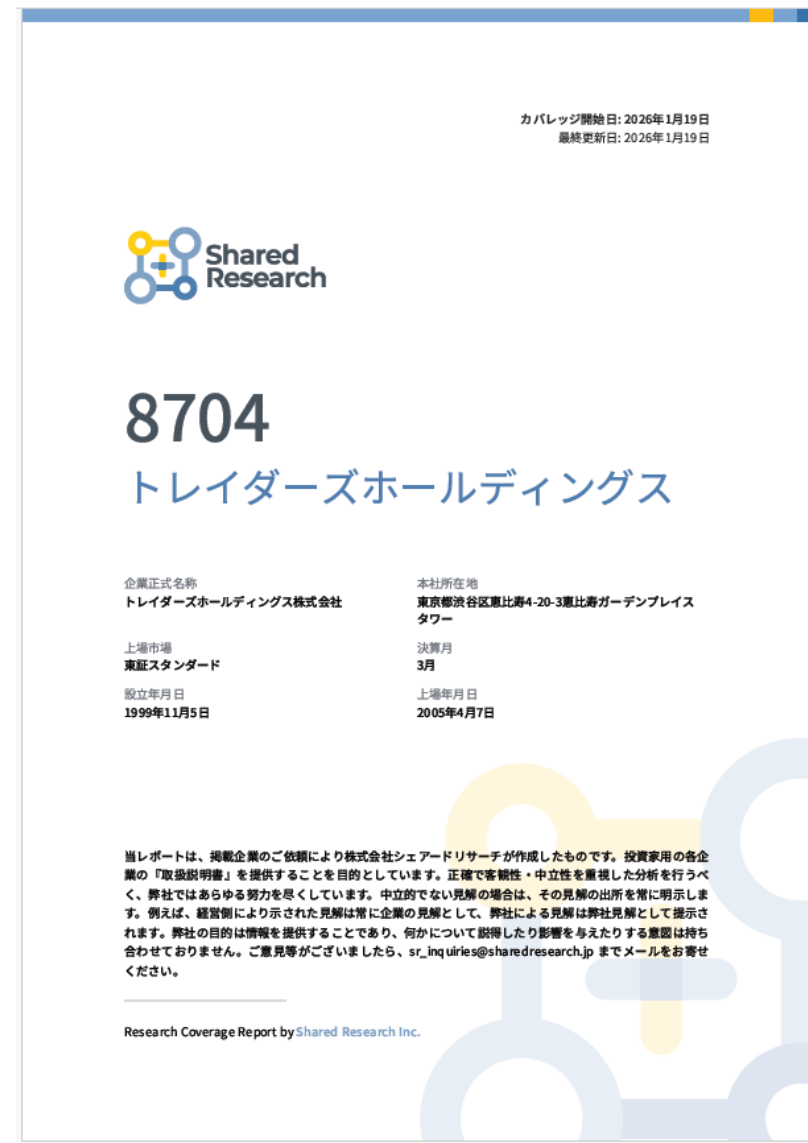 カバレッジ開始日: 2026年1月19日
最終更新日: 2026年1月19日
Shared
Research
8704
トレイダーズホールディングス
企業正式名称
トレイダーズホールディングス株式会社
本社所在地
東京都渋谷区恵比寿4-20-3恵比寿ガーデンプレイス
タワー
上場市場
東証スタンダード
決算月
3月
設立年月日
1999年11月5日
上場年月日
2005年4月7日
当レポートは、掲載企業のご依頼により株式会社シェアードリサーチが作成したものです。投資家用の各企
業の『取扱説明書』を提供することを目的としています。正確で客観性・中立性を重視した分析を行うべ
く、弊社ではあらゆる努力を尽くしています。中立的でない見解の場合は、その見解の出所を常に明示しま
す。例えば、経営側により示された見解は常に企業の見解として、弊社による見解は弊社見解として提示さ
れます。弊社の目的は情報を提供することであり、何かについて説得したり影響を与えたりする意図は持ち
合わせておりません。ご意見等がございましたら、sr_inquiries@sharedresearch.jp までメールをお寄せ
ください。
Research Coverage Report by Shared Research Inc.